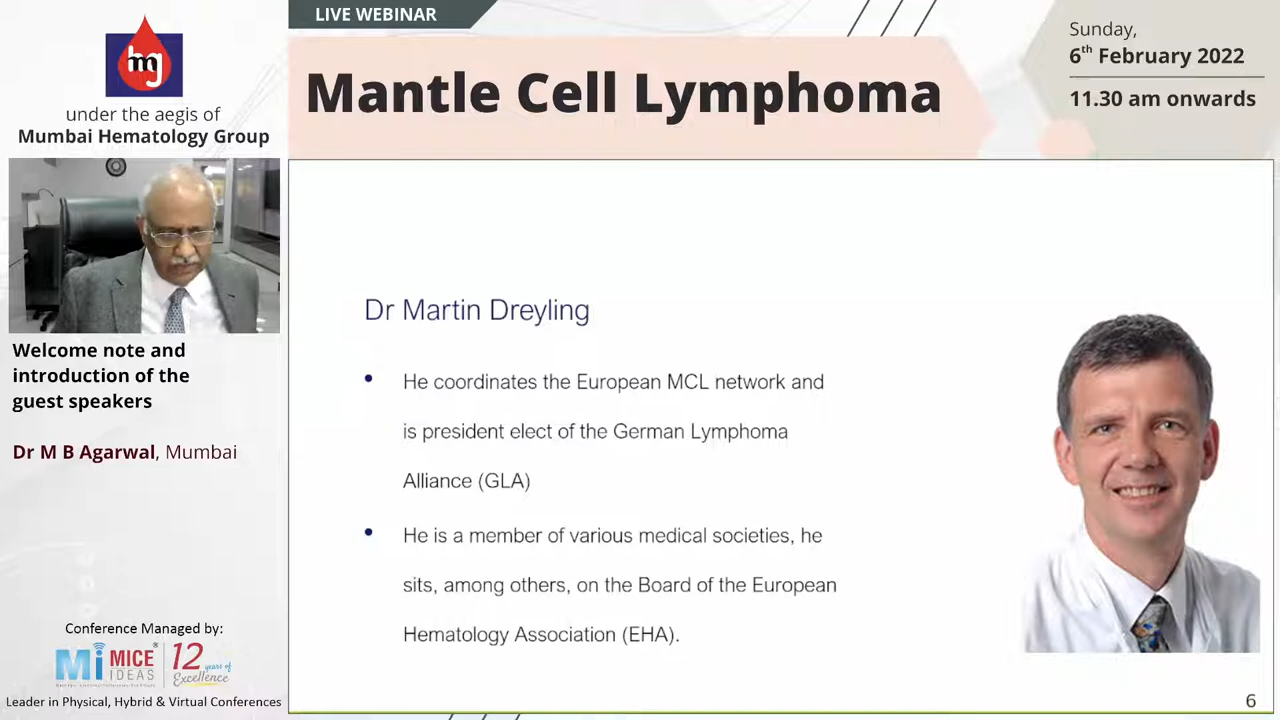 LIVE WEBINAR
Mantle Cell Lymphoma
Sunday,
6th February 2022
11.30 am onwards
mg
under the aegis of
Mumbai Hematology Group
Welcome note and
introduction of the
guest speakers
Dr M B Agarwal, Mumbai
Conference Managed by:
Mi MICE IDEAS® 12 years of Excellence
Leader in Physical, Hybrid & Virtual Conferences
Dr Martin Dreyling
• He coordinates the European MCL network and
is president elect of the German Lymphoma
Alliance (GLA)
• He is a member of various medical societies, he
sits, among others, on the Board of the European
Hematology Association (EHA).
6